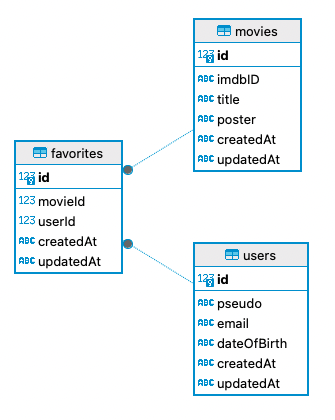 movies
123 id
ABC imdbID
ABC title
ABC poster
ABC createdAt
ABC updatedAt
favorites
123 id
123 movieId
123 userId
ABC createdAt
ABC updatedAt
users
123 id
ABC pseudo
ABC email
ABC dateOfBirth
ABC createdAt
ABC updatedAt